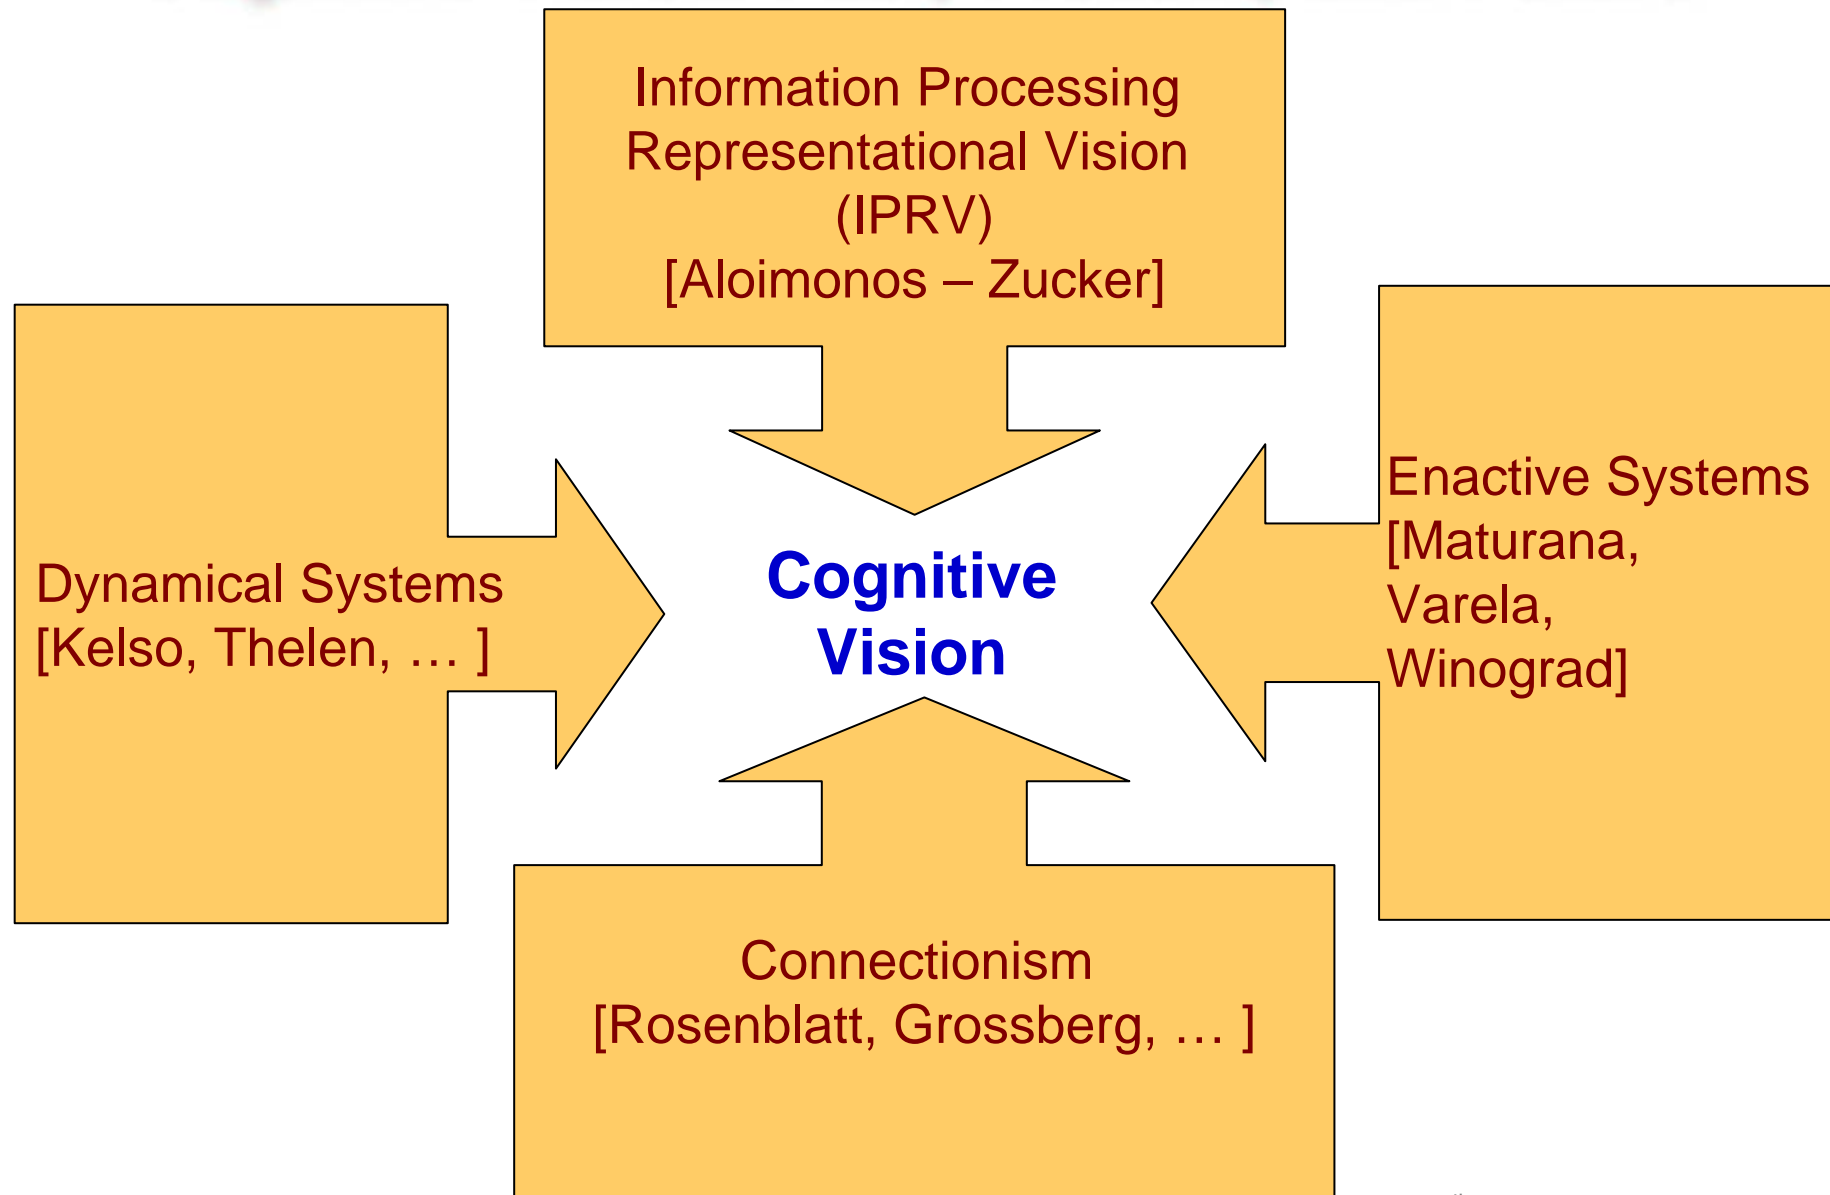 Information Processing
Representational Vision
(IPRV)
[Aloimonos – Zucker]
Dynamical Systems
[Kelso, Thelen, … ]
Cognitive
Vision
Enactive Systems
[Maturana,
Varela,
Winograd]
Connectionism
[Rosenblatt, Grossberg, … ]